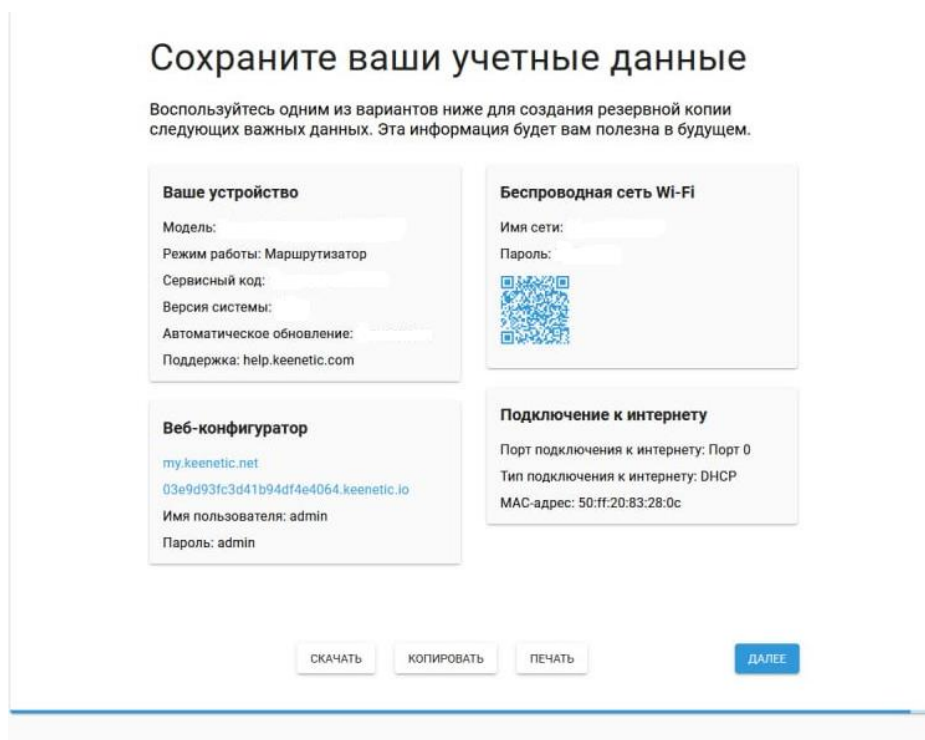 Сохраните ваши учетные данные
Воспользуйтесь одним из вариантов ниже для создания резервной копии
следующих важных данных. Эта информация будет вам полезна в будущем.
Ваше устройство
Модель:
Режим работы: Маршрутизатор
Сервисный код:
Версия системы:
Автоматическое обновление:
Поддержка: help.keenetic.com
Беспроводная сеть Wi-Fi
Имя сети:
Пароль:
Веб-конфигуратор
my.keenetic.net
03e9d93fc3d41b94df4e4064.keenetic.io
Имя пользователя: admin
Пароль: admin
Подключение к интернету
Порт подключения к интернету: Порт 0
Тип подключения к интернету: DHCP
MAC-адрес: 50:ff:20:83:28:0c
СКАЧАТЬ
КОПИРОВАТЬ
ПЕЧАТЬ
ДАЛЕЕ